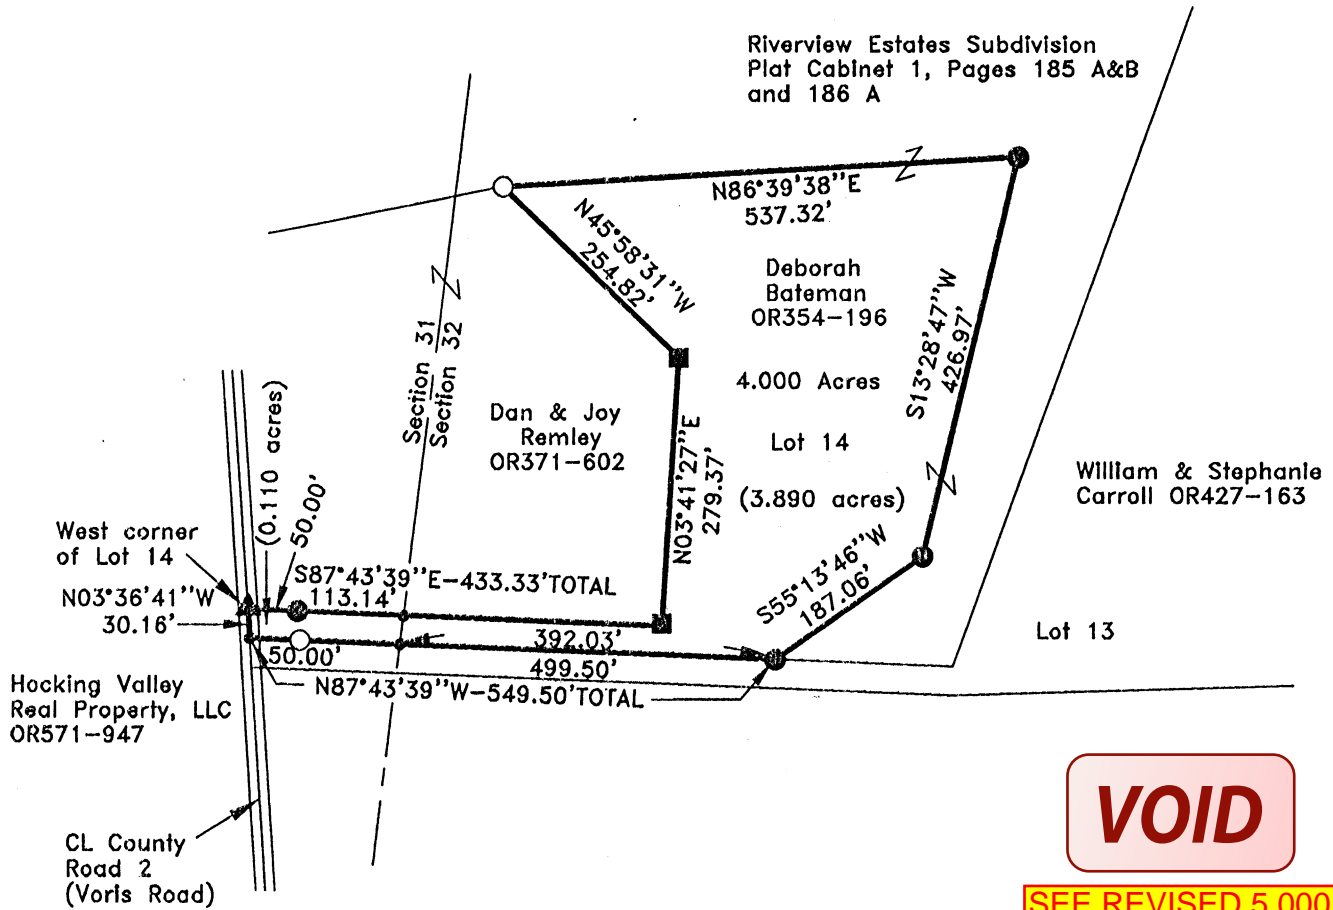 Riverview Estates Subdivision
Plat Cabinet 1, Pages 185 A&B
and 186 A
N86°39'38"E
537.32'
N45°58'31"W
254.82'
Deborah
Bateman
OR354-196
S13°28'47"W
426.97'
4.000 Acres
Section 31
Section 32
Dan & Joy
Remley
OR371-602
Lot 14
(3.890 acres)
N03°41'27"E
279.37'
William & Stephanie
Carroll OR427-163
(0.110 acres)
50.00'
West corner
of Lot 14
N03°36'41"W
30.16'
S87°43'39"E-433.33'TOTAL
113.14'
S55°13'46"W
187.06'
Lot 13
392.03'
50.00'
499.50'
N87°43'39"W-549.50'TOTAL
Hocking Valley
Real Property, LLC
OR571-947
CL County
Road 2
(Voris Road)
VOID
SEE REVISED 5.000